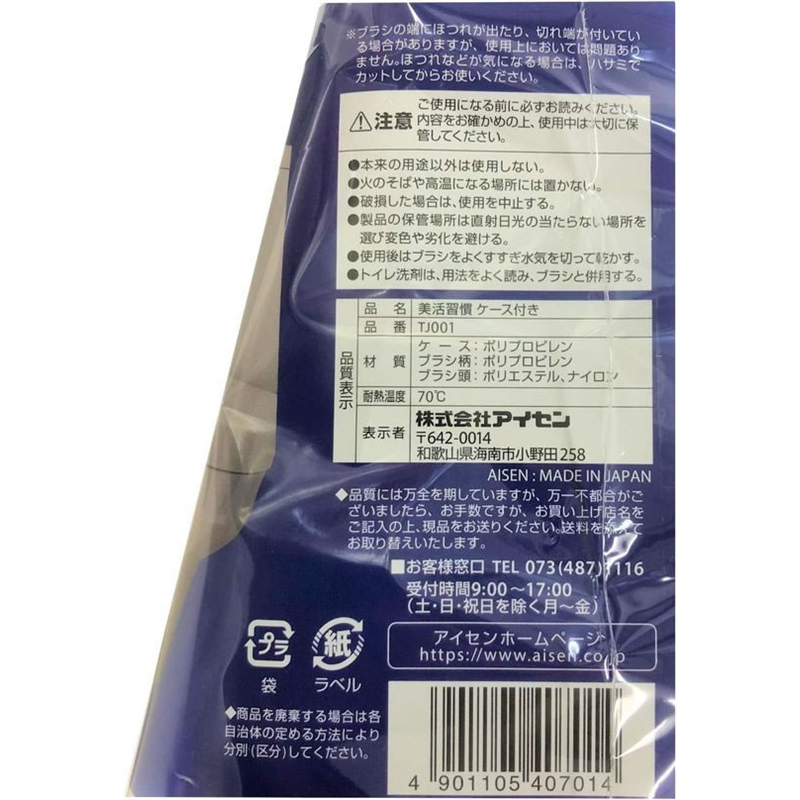 ※ブラシの端にほつれが出たり、切れ端が付いてい
る場合がありますが、使用上においては問題あり
ません。ほつれなどが気になる場合は、ハサミで
カットしてからお使いください。
注意
ご使用になる前に必ずお読みください。
内容をお確かめの上、使用中は大切に保
管してください。
●本来の用途以外は使用しない。
●火のそばや高温になる場所には置かない。
●破損した場合は、使用を中止する。
●製品の保管場所は直射日光の当たらない場所を
選び変色や劣化を避ける。
●使用後はブラシをよくすすぎ水気を切って乾かす。
●トイレ洗剤は、用法をよく読み、ブラシと併用する。
品質表示
品 名 美活習慣 ケース付き
品 番 TJ001
材 質 ケ ー ス:ポリプロピレン
ブラシ柄:ポリプロピレン
ブラシ頭:ポリエステル、ナイロン
耐熱温度 70℃
表示者 株式会社アイセン
〒642-0014
和歌山県海南市小野田258
AISEN : MADE IN JAPAN
◆品質には万全を期していますが、万一不都合がご
ざいましたら、お手数ですが、お買い上げ店名を
ご記入の上、現品をお送りください。送料を添えて
お取り替えいたします。
■お客様窓口 TEL 073(487)1116
受付時間9:00〜17:00
(土・日・祝日を除く月〜金)
アイセンホームページ
https://www.aisen.co.jp
プラ
袋
紙
ラベル
◆商品を廃棄する場合は各
自治体の定める方法により
分別(区分)してください。
4 901105 407014